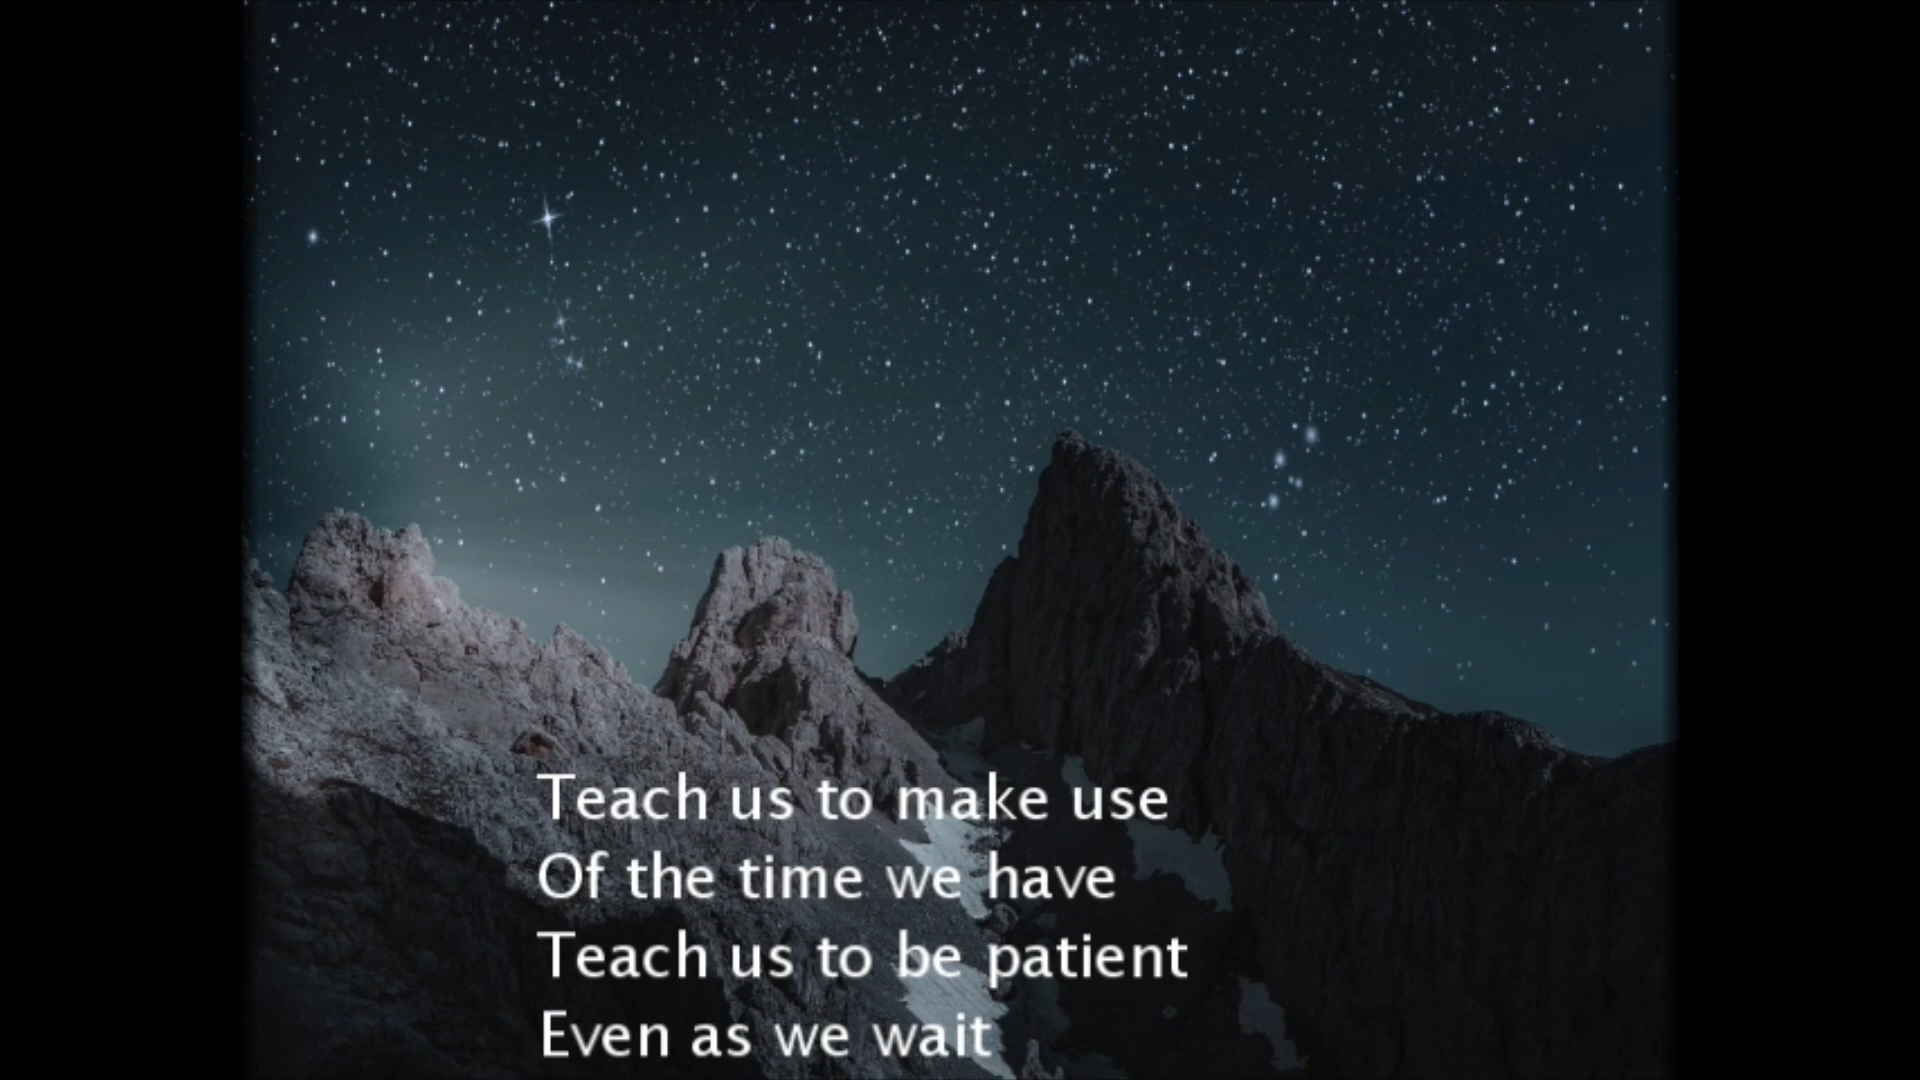 Teach us to make use
Of the time we have
Teach us to be patient
Even as we wait